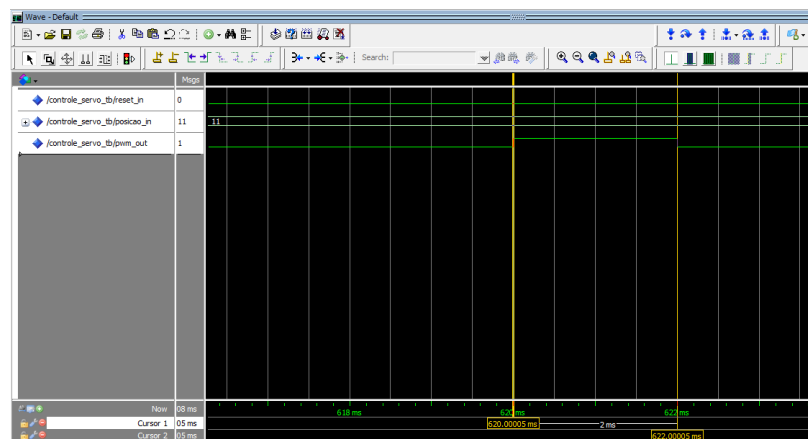 Wave - Default
Search:
Msgs
/controle_servo_tb/reset_in 0
/controle_servo_tb/posicao_in 11 11
/controle_servo_tb/pwm_out 1
Now 08 ms 618 ms 620 ms 622 ms
Cursor 1 05 ms 620.00005 ms 2 ms
Cursor 2 05 ms 622.00005 ms